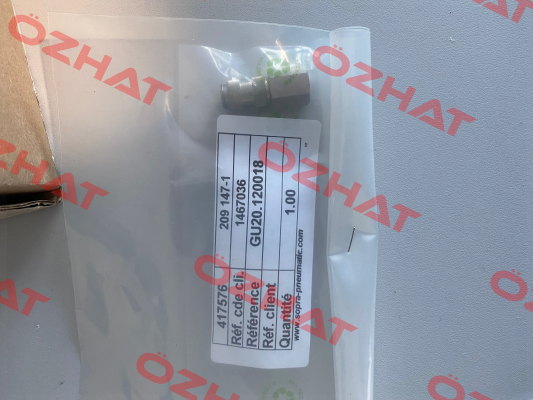 417576 209 147-1
Réf. cde cli. 1467036
Référence GU20.120018
Réf. client
Quantité 1.00
www.sopra-pneumatic.com
ÖZHAT
ÖZHAT
ÖZHAT
ÖZHAT
ÖZHAT
ÖZHAT
ÖZHAT